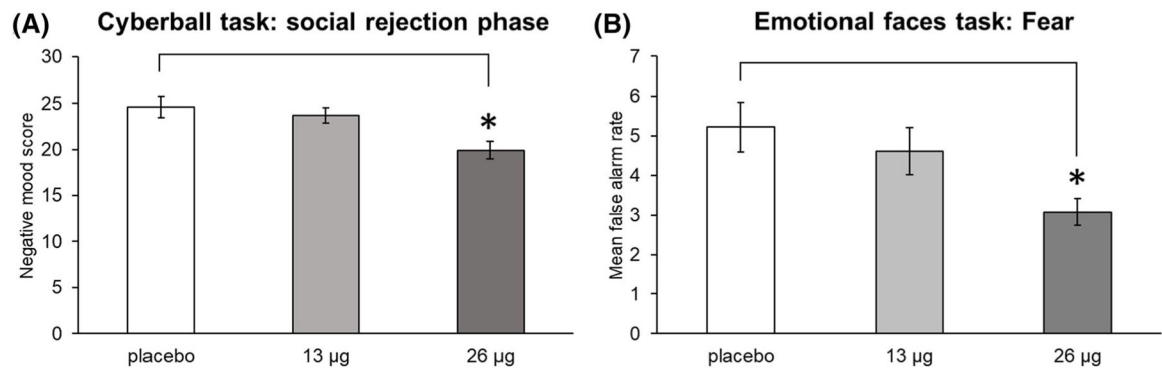 (A) Cyberball task: social rejection phase
30
25
20
15
10
5
0
Negative mood score
*
placebo 13 µg 26 µg
(B) Emotional faces task: Fear
7
6
5
4
3
2
1
0
Mean false alarm rate
*
placebo 13 µg 26 µg